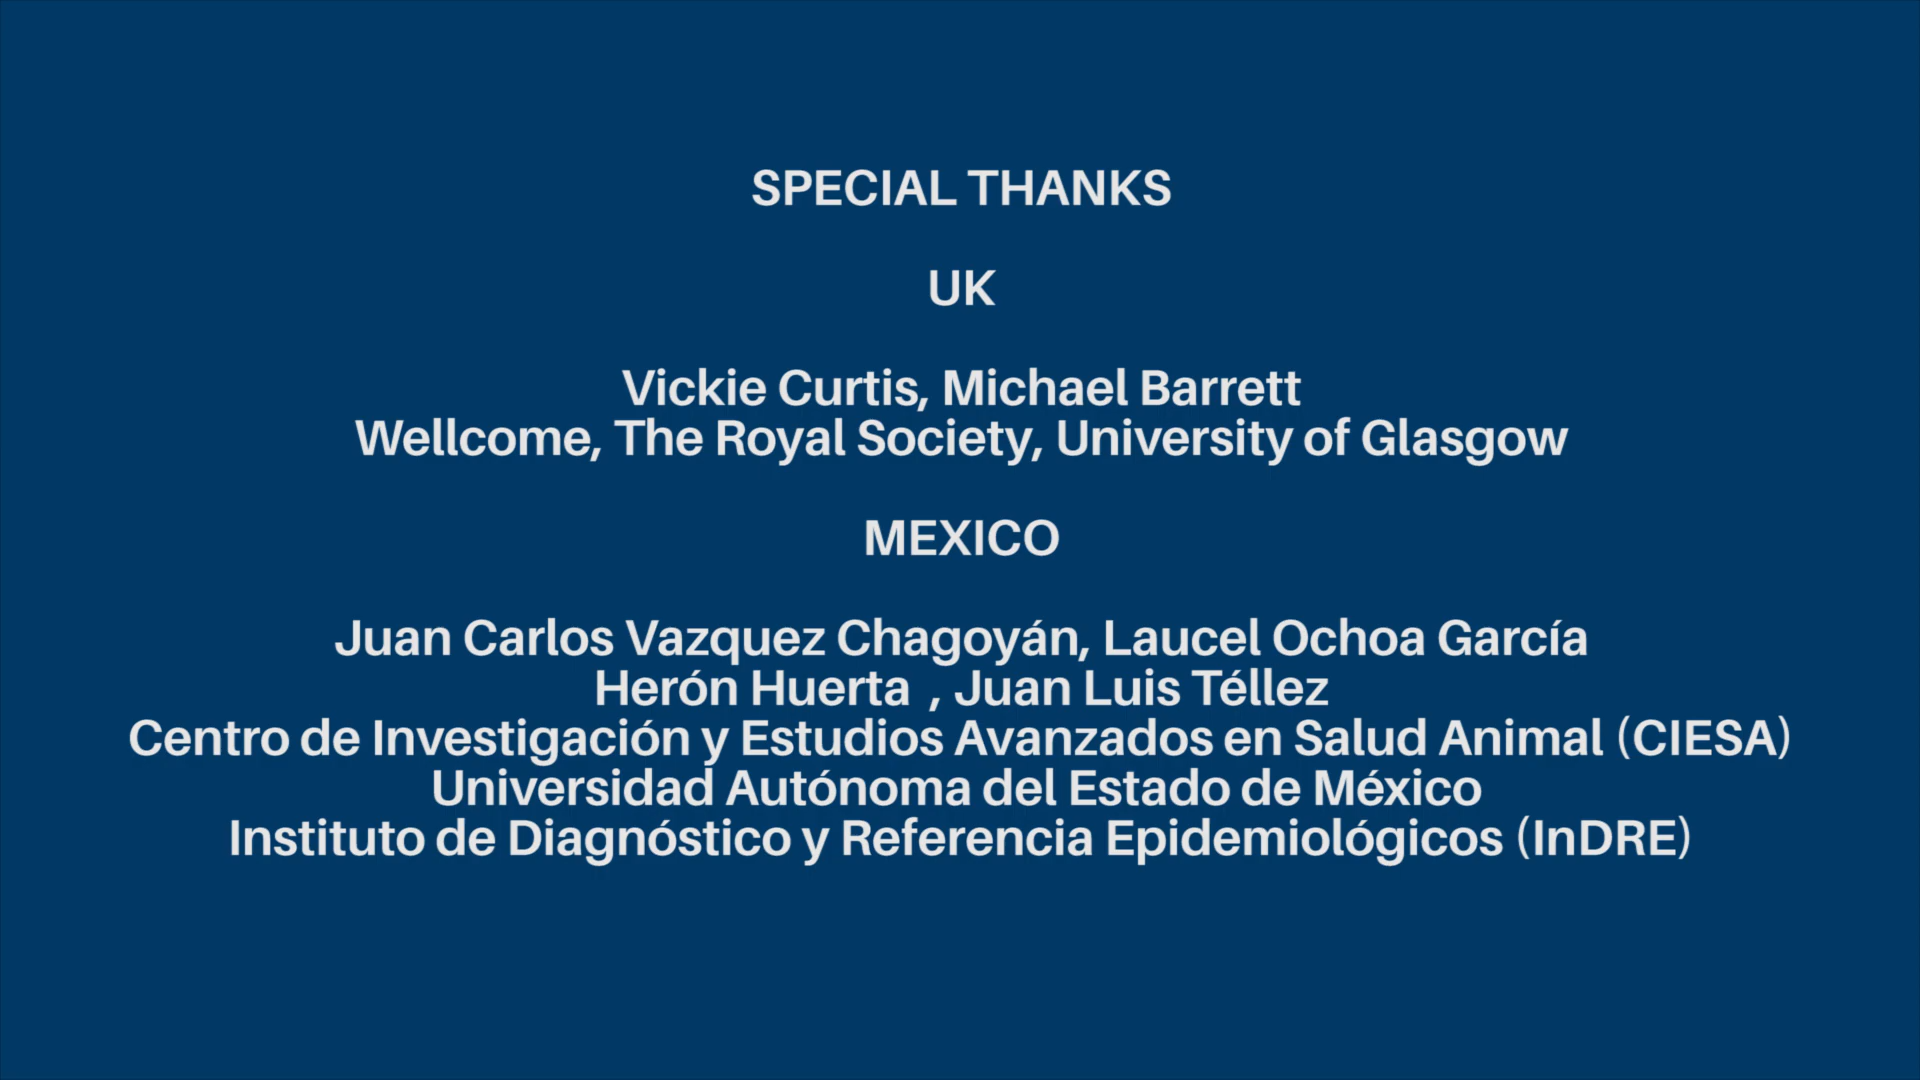 SPECIAL THANKS
UK
Vickie Curtis, Michael Barrett
Wellcome, The Royal Society, University of Glasgow
MEXICO
Juan Carlos Vazquez Chagoyán, Laucel Ochoa García
Herón Huerta , Juan Luis Téllez
Centro de Investigación y Estudios Avanzados en Salud Animal (CIESA)
Universidad Autónoma del Estado de México
Instituto de Diagnóstico y Referencia Epidemiológicos (InDRE)